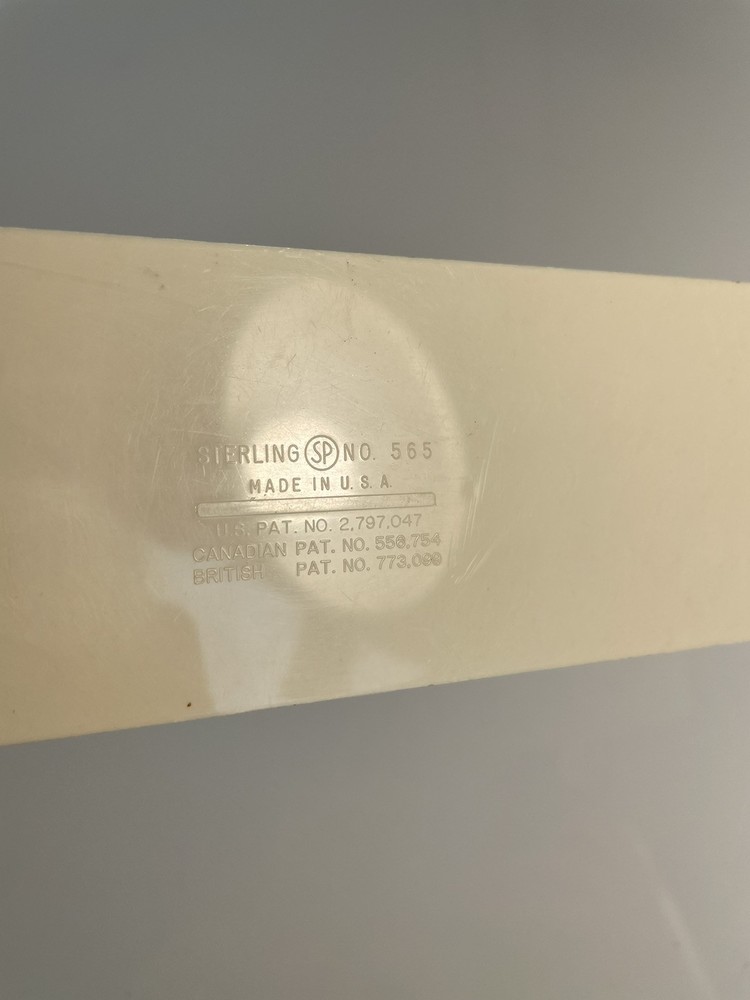 STERLING SP NO. 565
MADE IN U. S. A.
U.S. PAT. NO. 2,797,047
CANADIAN PAT. NO. 556,754
BRITISH PAT. NO. 773,099